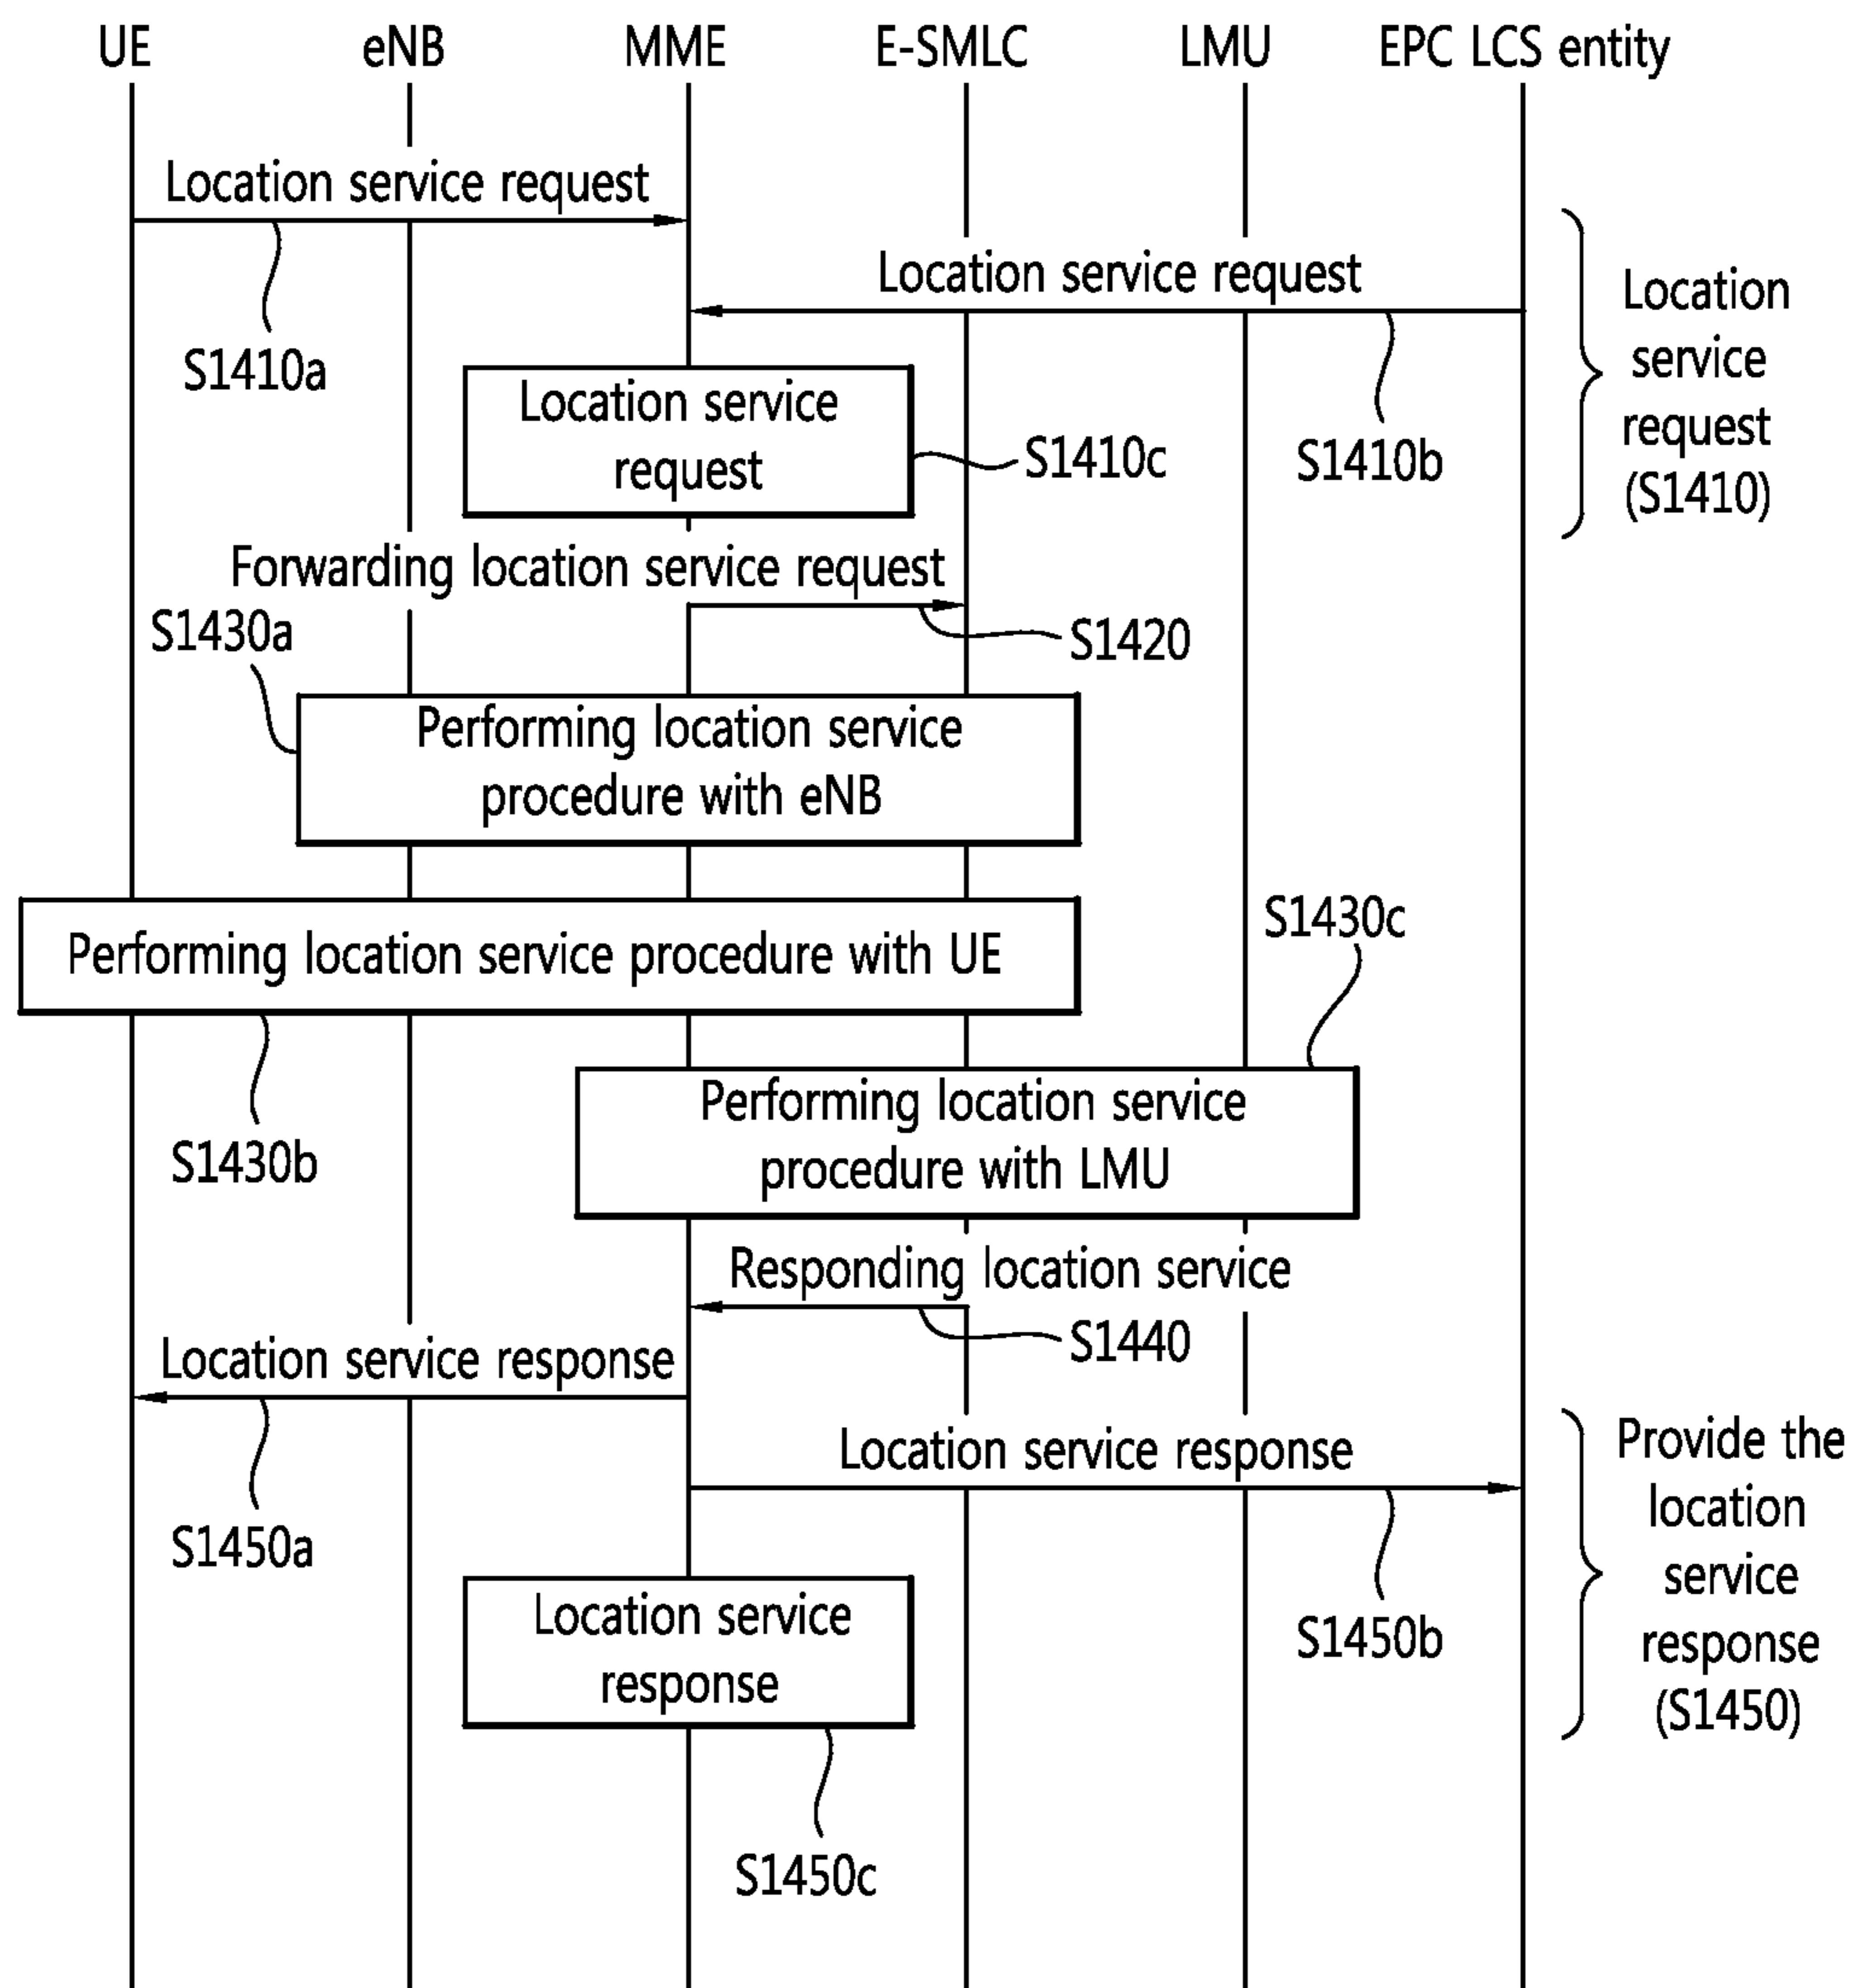 UE eNB MME E-SMLC LMU EPC LCS entity
Location service request
Location service request
S1410a
Location service
request
S1410c
S1410b
Location
service
request
(S1410)
Forwarding location service request
S1430a
S1420
Performing location service
procedure with eNB
Performing location service procedure with UE
S1430c
S1430b
Performing location service
procedure with LMU
Responding location service
S1440
Location service response
Location service response
S1450a
S1450b
Provide the
location
service
response
(S1450)
Location service
response
S1450c